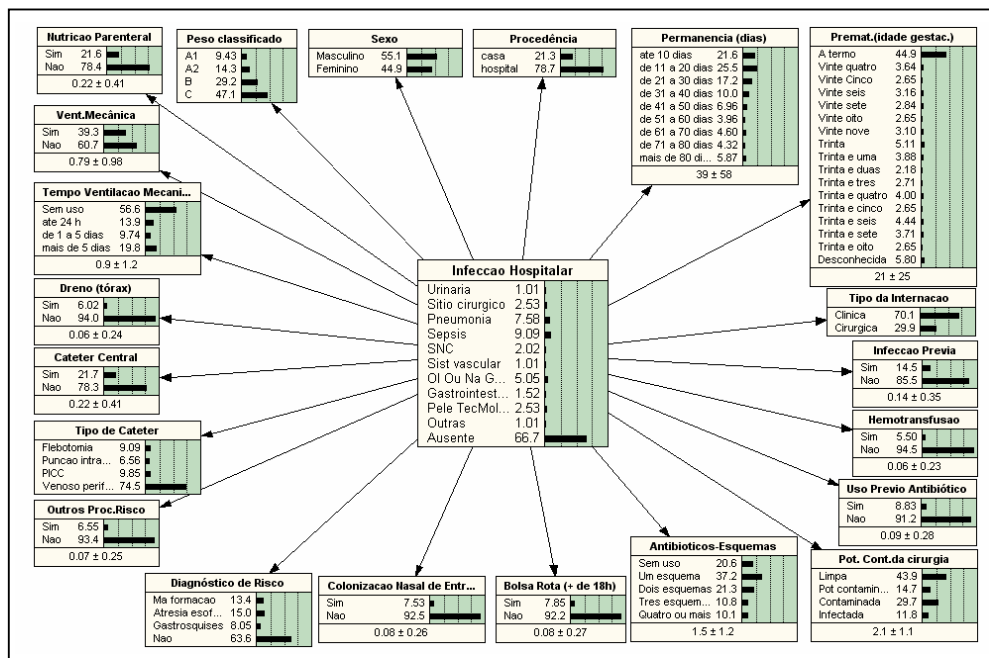 Nutricao Parenteral
Sim 21.6
Nao 78.4
0.22 ± 0.41
Peso classificado
A1 9.43
A2 14.3
B 29.2
C 47.1
Sexo
Masculino 55.1
Feminino 44.9
Procedência
casa 21.3
hospital 78.7
Permanencia (dias)
ate 10 dias 21.6
de 11 a 20 dias 25.5
de 21 a 30 dias 17.2
de 31 a 40 dias 10.0
de 41 a 50 dias 6.96
de 51 a 60 dias 3.96
de 61 a 70 dias 4.60
de 71 a 80 dias 4.32
mais de 80 di... 5.87
39 ± 58
Premat.(idade gestac.)
A termo 44.9
Vinte quatro 3.64
Vinte Cinco 2.65
Vinte seis 3.16
Vinte sete 2.84
Vinte oito 2.65
Vinte nove 3.10
Trinta 5.11
Trinta e uma 3.88
Trinta e duas 2.18
Trinta e tres 2.71
Trinta e quatro 4.00
Trinta e cinco 2.65
Trinta e seis 4.44
Trinta e sete 3.71
Trinta e oito 2.65
Desconhecida 5.80
21 ± 25
Vent.Mecânica
Sim 39.3
Nao 60.7
0.79 ± 0.98
Tempo Ventilacao Mecani...
Sem uso 56.6
ate 24 h 13.9
de 1 a 5 dias 9.74
mais de 5 dias 19.8
0.9 ± 1.2
Infeccao Hospitalar
Urinaria 1.01
Sitio cirurgico 2.53
Pneumonia 7.58
Sepsis 9.09
SNC 2.02
Sist vascular 1.01
Ol Ou Na G... 5.05
Gastrointest... 1.52
Pele TecMol... 2.53
Outras 1.01
Ausente 66.7
Dreno (tórax)
Sim 6.02
Nao 94.0
0.06 ± 0.24
Tipo da Internacao
Clinica 70.1
Cirurgica 29.9
Cateter Central
Sim 21.7
Nao 78.3
0.22 ± 0.41
Infeccao Previa
Sim 14.5
Nao 85.5
0.14 ± 0.35
Tipo de Cateter
Flebotomia 9.09
Puncao intra... 6.56
PICC 9.85
Venoso perif... 74.5
Hemotransfusao
Sim 5.50
Nao 94.5
0.06 ± 0.23
Outros Proc.Risco
Sim 6.55
Nao 93.4
0.07 ± 0.25
Uso Previo Antibiótico
Sim 8.83
Nao 91.2
0.09 ± 0.28
Diagnóstico de Risco
Ma formacao 13.4
Atresia esof... 15.0
Gastrosquises 8.05
Nao 63.6
Colonizacao Nasal de Entr...
Sim 7.53
Nao 92.5
0.08 ± 0.26
Bolsa Rota (+ de 18h)
Sim 7.85
Nao 92.2
0.08 ± 0.27
Antibioticos-Esquemas
Sem uso 20.6
Um esquema 37.2
Dois esquemas 21.3
Tres esquem... 10.8
Quatro ou mais 10.1
1.5 ± 1.2
Pot. Cont.da cirurgia
Limpa 43.9
Pot contamin... 14.7
Contaminada 29.7
Infectada 11.8
2.1 ± 1.1